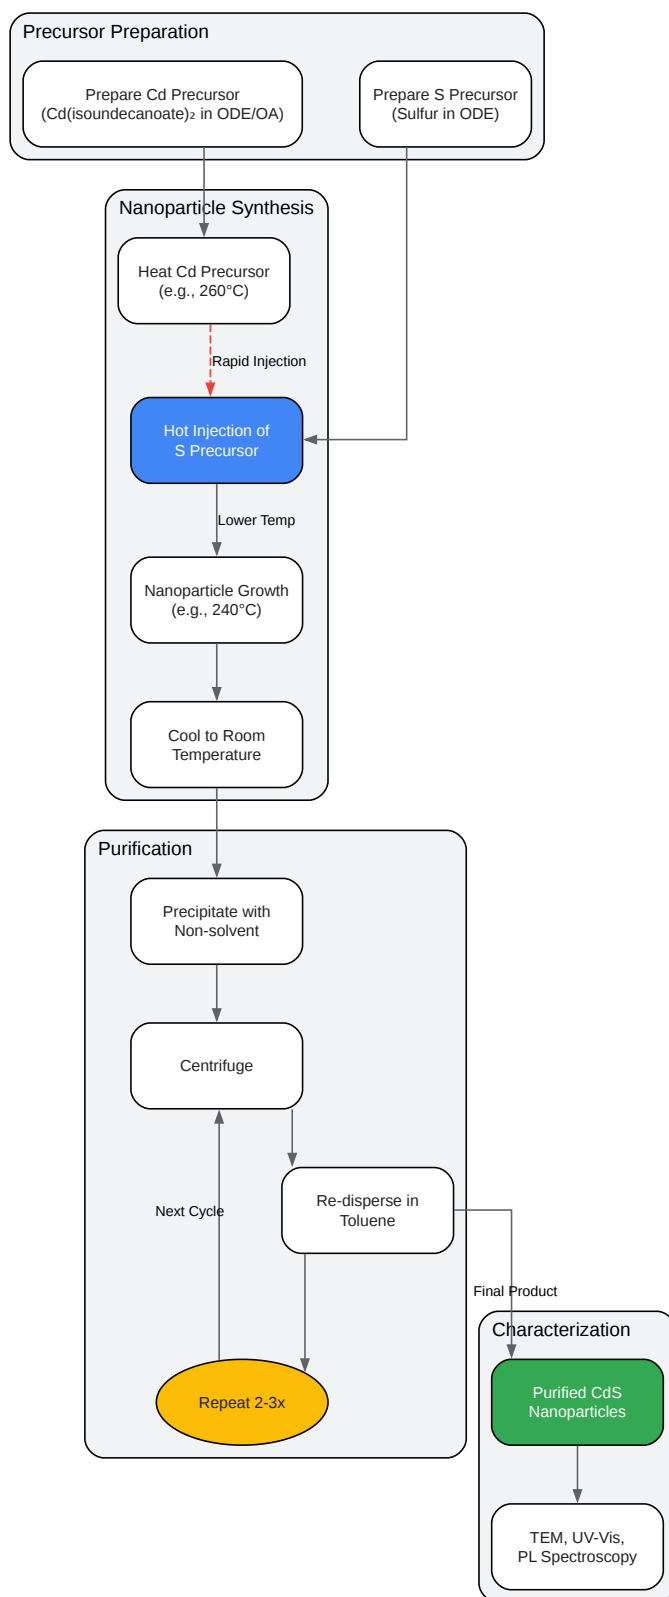 Precursor Preparation
Prepare Cd Precursor
(Cd(isoundecanoate)₂ in ODE/OA)
Prepare S Precursor
(Sulfur in ODE)
Nanoparticle Synthesis
Heat Cd Precursor
(e.g., 260°C)
Rapid Injection
Hot Injection of
S Precursor
Lower Temp
Nanoparticle Growth
(e.g., 240°C)
Cool to Room
Temperature
Purification
Precipitate with
Non-solvent
Centrifuge
Re-disperse in
Toluene
Next Cycle
Final Product
Repeat 2-3x
Characterization
Purified CdS
Nanoparticles
TEM, UV-Vis,
PL Spectroscopy